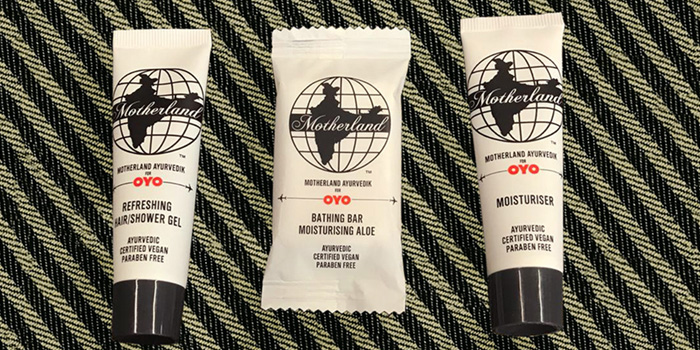 Motherland
TM
MOTHERLAND AYURVEDIK
FOR
OYO
REFRESHING
HAIR/SHOWER GEL
AYURVEDIC
CERTIFIED VEGAN
PARABEN FREE
Motherland
TM
MOTHERLAND AYURVEDIK
FOR
OYO
BATHING BAR
MOISTURISING ALOE
AYURVEDIC
CERTIFIED VEGAN
PARABEN FREE
Motherland
TM
MOTHERLAND AYURVEDIK
FOR
OYO
MOISTURISER
AYURVEDIC
CERTIFIED VEGAN
PARABEN FREE